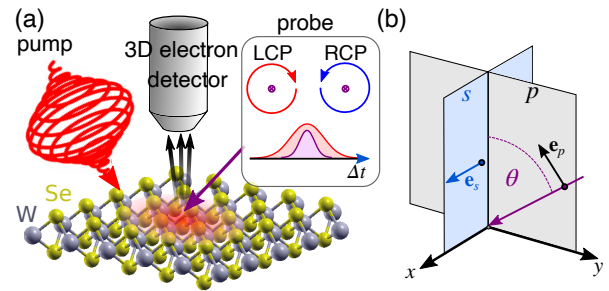 (a)
pump
3D electron
detector
probe
LCP
RCP
Δt
Se
W
(b)
s
p
e_s
e_p
θ
x
y